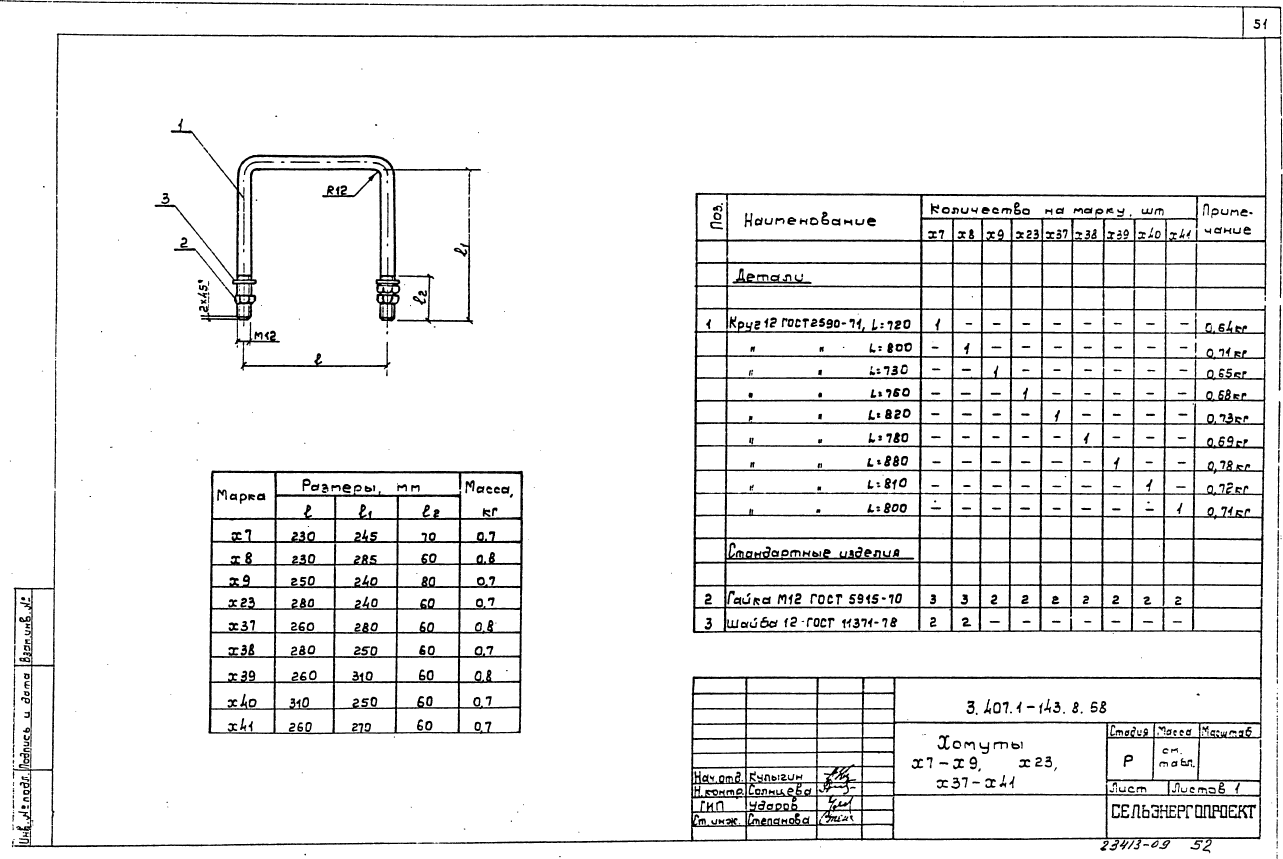 51
1
3
2
R12
ℓ1
ℓ2
2x45°
M12
ℓ
Марка Размеры, мм Масса, кг
ℓ ℓ1 ℓ2
х7 230 245 70 0.7
х8 230 285 60 0.8
х9 250 240 80 0.7
х23 280 240 60 0.7
х37 260 280 60 0.8
х38 280 250 60 0.7
х39 260 310 60 0.8
х40 310 250 60 0.7
х41 260 270 60 0.7
Поз. Наименование Количество на марку, шт Приме-
чание
х7 х8 х9 х23 х37 х38 х39 х40 х41
Детали
1 Круг 12 ГОСТ 2590-71, L=720 1 – – – – – – – – 0,64кг
" " L=800 – 1 – – – – – – – 0,71кг
" " L=730 – – 1 – – – – – – 0,65кг
" " L=760 – – – 1 – – – – – 0,68кг
" " L=820 – – – – 1 – – – – 0,73кг
" " L=780 – – – – – 1 – – – 0,69кг
" " L=880 – – – – – – 1 – – 0,78кг
" " L=810 – – – – – – – 1 – 0,72кг
" " L=800 – – – – – – – – 1 0,71кг
Стандартные изделия
2 Гайка М12 ГОСТ 5915-70 3 3 2 2 2 2 2 2 2
3 Шайба 12 ГОСТ 11371-78 2 2 – – – – – – –
3.407.1-143.8.58
Хомуты
х7-х9, х23,
х37-х41
Стадия Масса Масштаб
Р см. табл.
Лист Листов 1
СЕЛЬЭНЕРГОПРОЕКТ
Нач.отд. Кулыгин
Н.контр. Солнцева
ГИП Ударов
Ст.инж. Степанова
Инв. № подл. Подпись и дата Взам.инв. №
23413-09 52